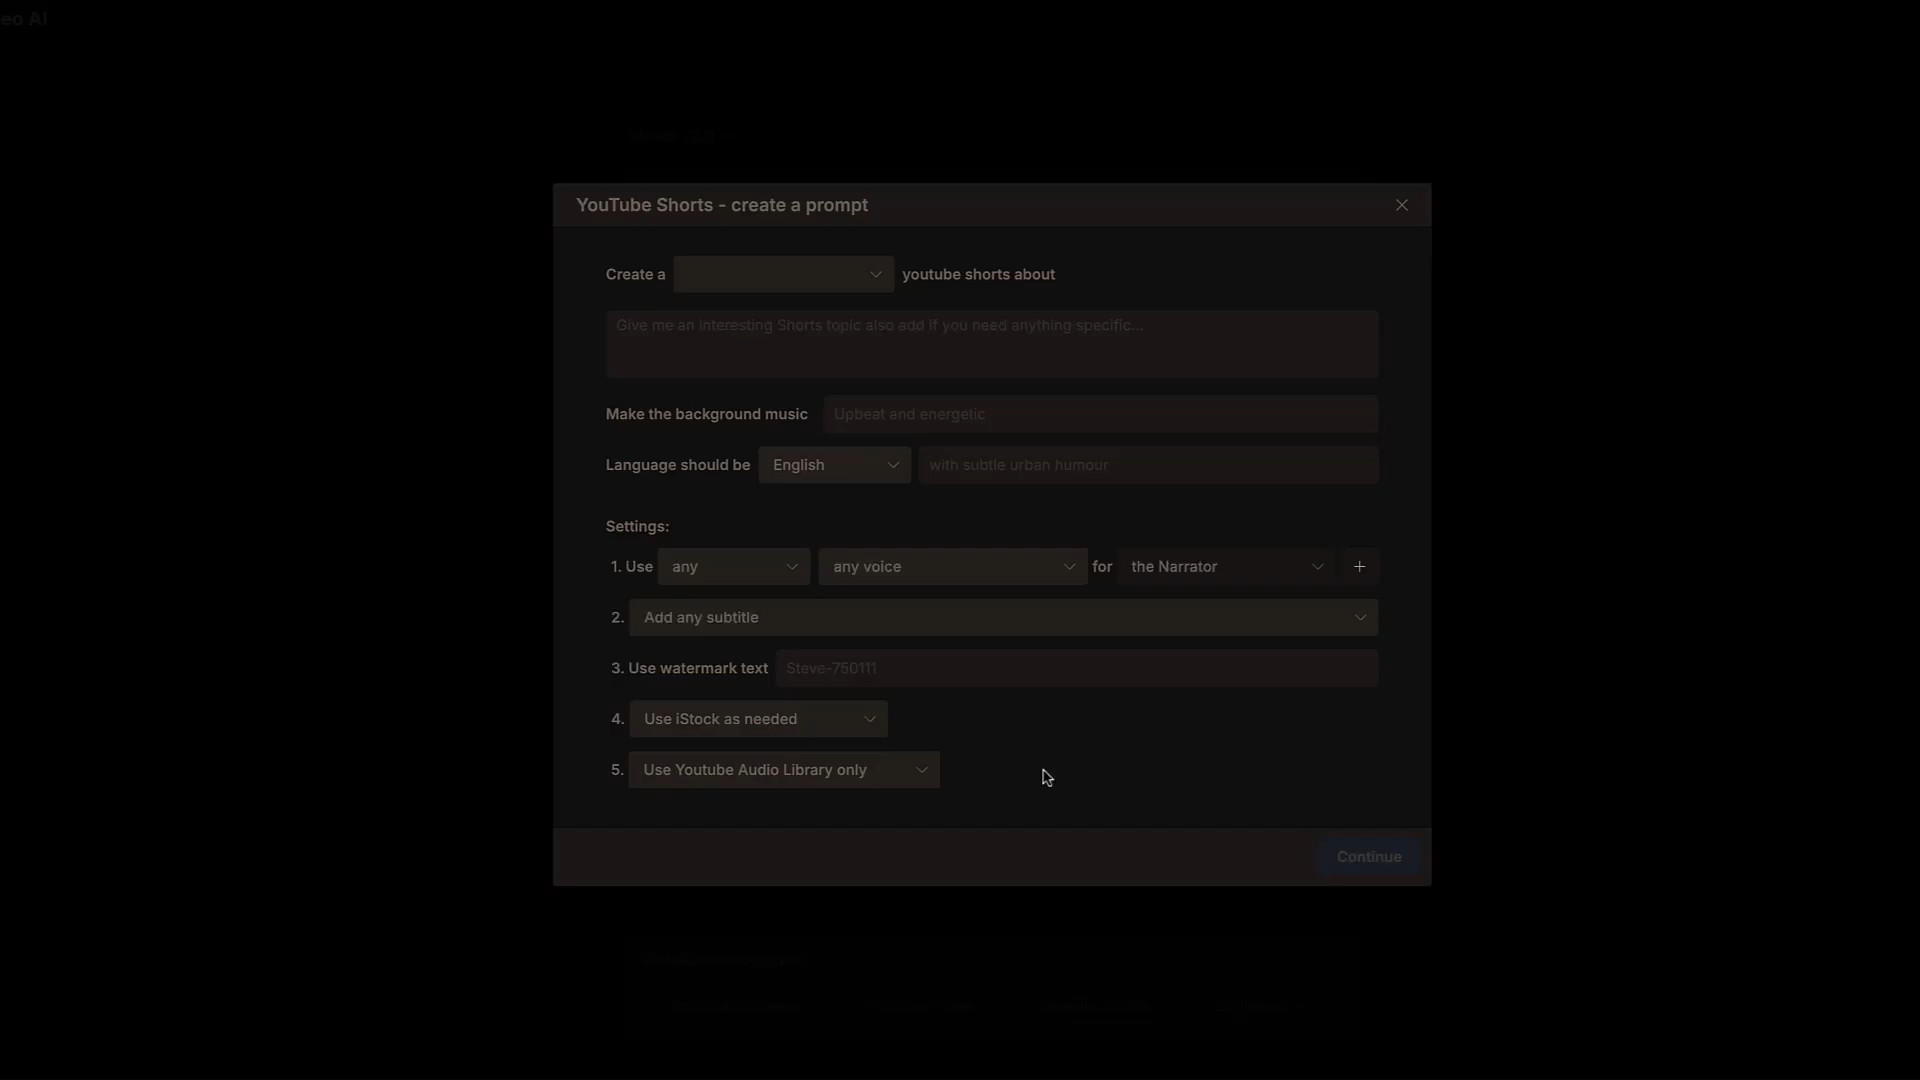 eo AI
YouTube Shorts - create a prompt
Create a youtube shorts about
Give me an interesting Shorts topic also add if you need anything specific...
Make the background music Upbeat and energetic
Language should be English with subtle urban humour
Settings:
1. Use any any voice for the Narrator +
2. Add any subtitle
3. Use watermark text Steve-750111
4. Use iStock as needed
5. Use Youtube Audio Library only
Continue